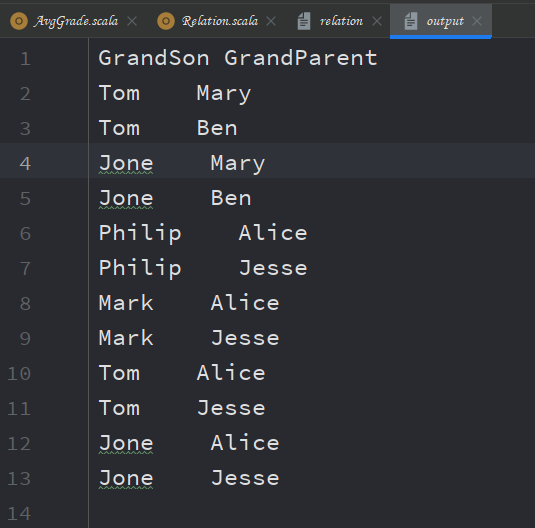 AvgGrade.scala Relation.scala relation output
1 GrandSon GrandParent
2 Tom Mary
3 Tom Ben
4 Jone Mary
5 Jone Ben
6 Philip Alice
7 Philip Jesse
8 Mark Alice
9 Mark Jesse
10 Tom Alice
11 Tom Jesse
12 Jone Alice
13 Jone Jesse
14